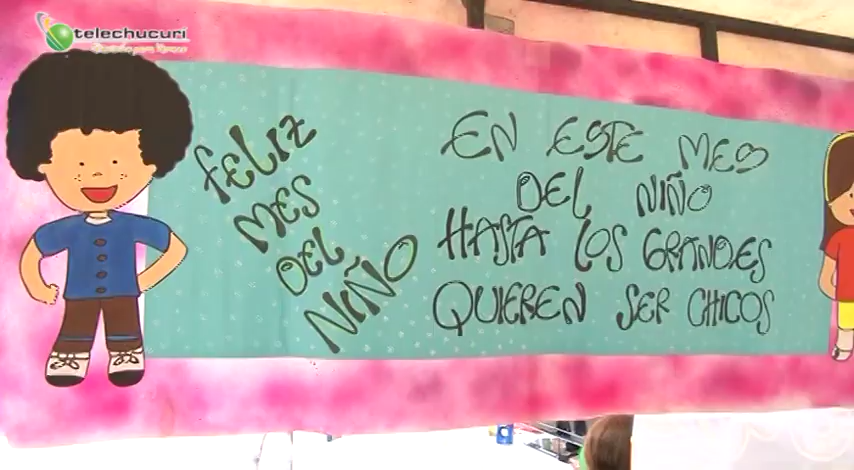 telechucuri
FELIZ
MES
DEL
NIÑO
EN ESTE MES
DEL NIÑO
HASTA LOS GRANDES
QUIEREN SER CHICOS